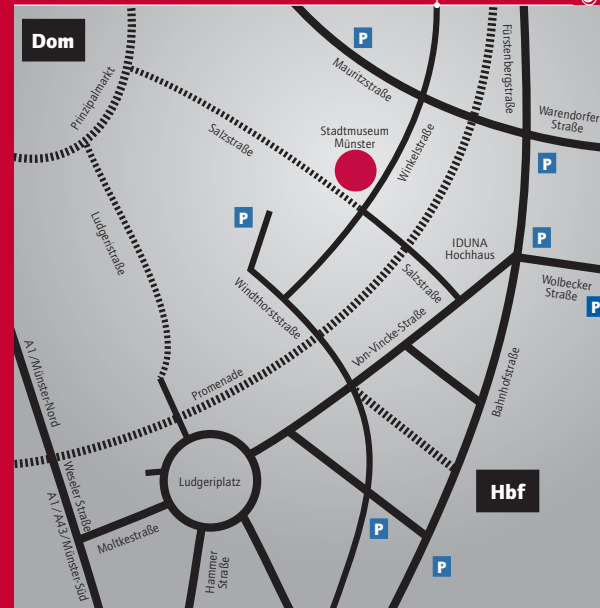 Dom
P
Mauritzstraße
Fürstenbergstraße
Warendorfer
Straße
Prinzipalmarkt
Salzstraße
Stadtmuseum
Münster
Winkelstraße
P
P
P
Ludgeristraße
IDUNA
Hochhaus
Salzstraße
Wolbecker
Straße
P
Windthorststraße
Von-Vincke-Straße
A1/Münster-Nord
Promenade
Bahnhofstraße
Weseler Straße
A1/A43/Münster-Süd
Ludgeriplatz
Hbf
Moltkestraße
P
Hammer
Straße
P